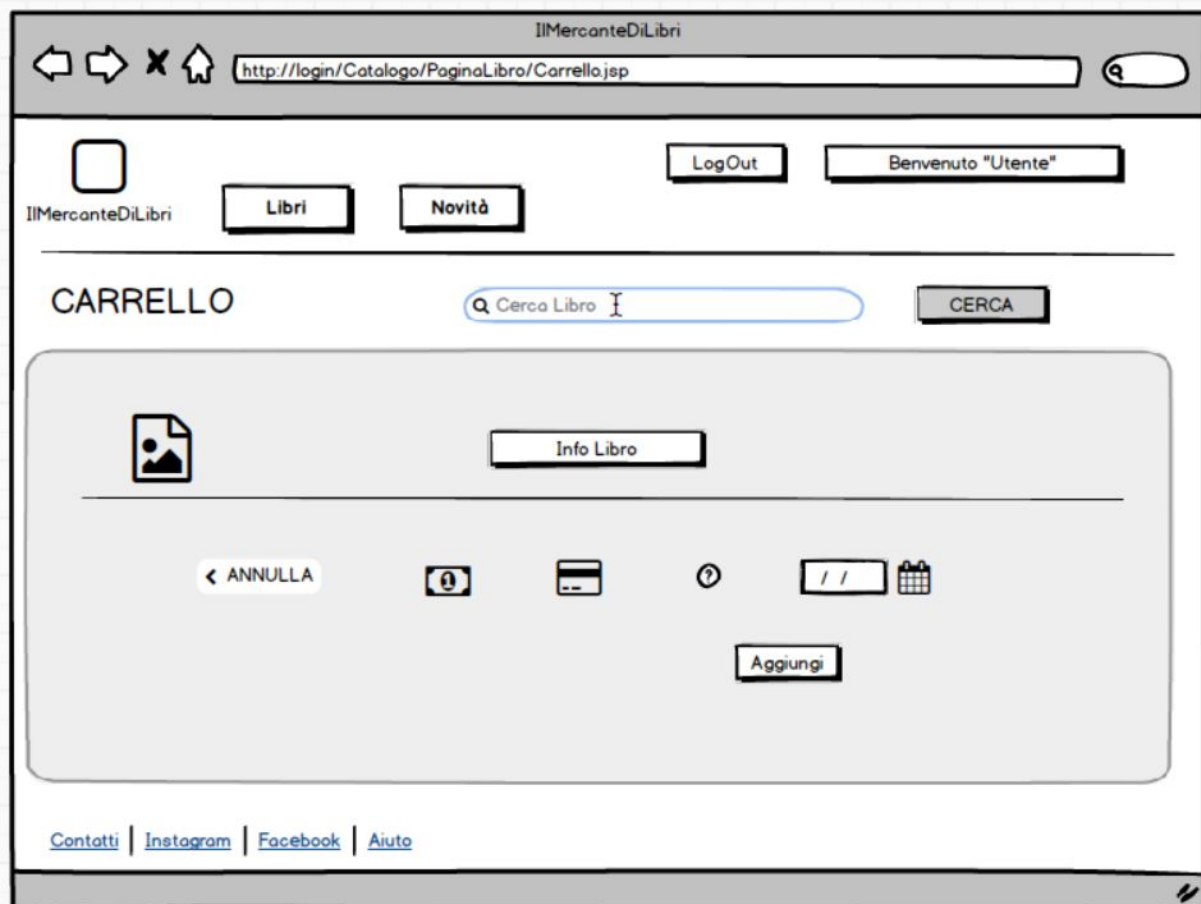 IlMercanteDiLibri
http://login/Catalogo/PaginaLibro/Carrello.jsp
LogOut
Benvenuto "Utente"
IlMercanteDiLibri
Libri
Novità
CARRELLO
Cerca Libro
CERCA
Info Libro
< ANNULLA
/ /
Aggiungi
Contatti | Instagram | Facebook | Aiuto